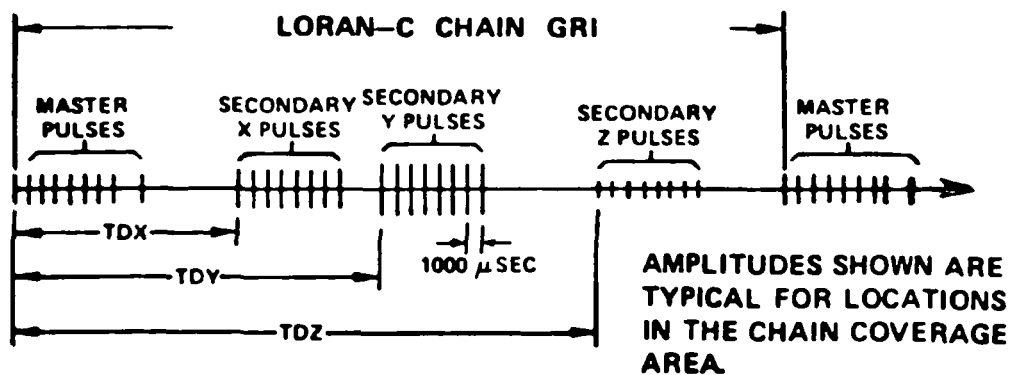 LORAN-C CHAIN GRI
MASTER
PULSES
SECONDARY
X PULSES
SECONDARY
Y PULSES
SECONDARY
Z PULSES
MASTER
PULSES
TDX
1000 μ SEC
TDY
TDZ
AMPLITUDES SHOWN ARE
TYPICAL FOR LOCATIONS
IN THE CHAIN COVERAGE
AREA.